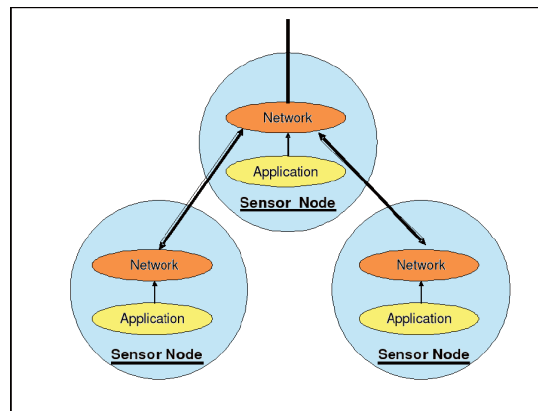 Network
Application
Sensor Node
Network
Application
Sensor Node
Network
Application
Sensor Node